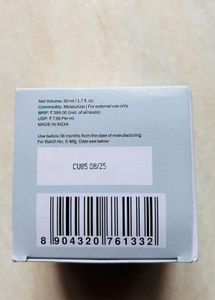 Net Volume: 50 ml / 1.7 fl. oz.
Commodity: Moisturizer | For external use only
MRP: ₹ 399.00 (Incl. of all taxes)
USP: ₹ 7.98 Per ml
MADE IN INDIA
Use before 36 months from the date of manufacturing
For Batch No. & Mfg. Date see below:
CU85 08/25
8 904320 761332